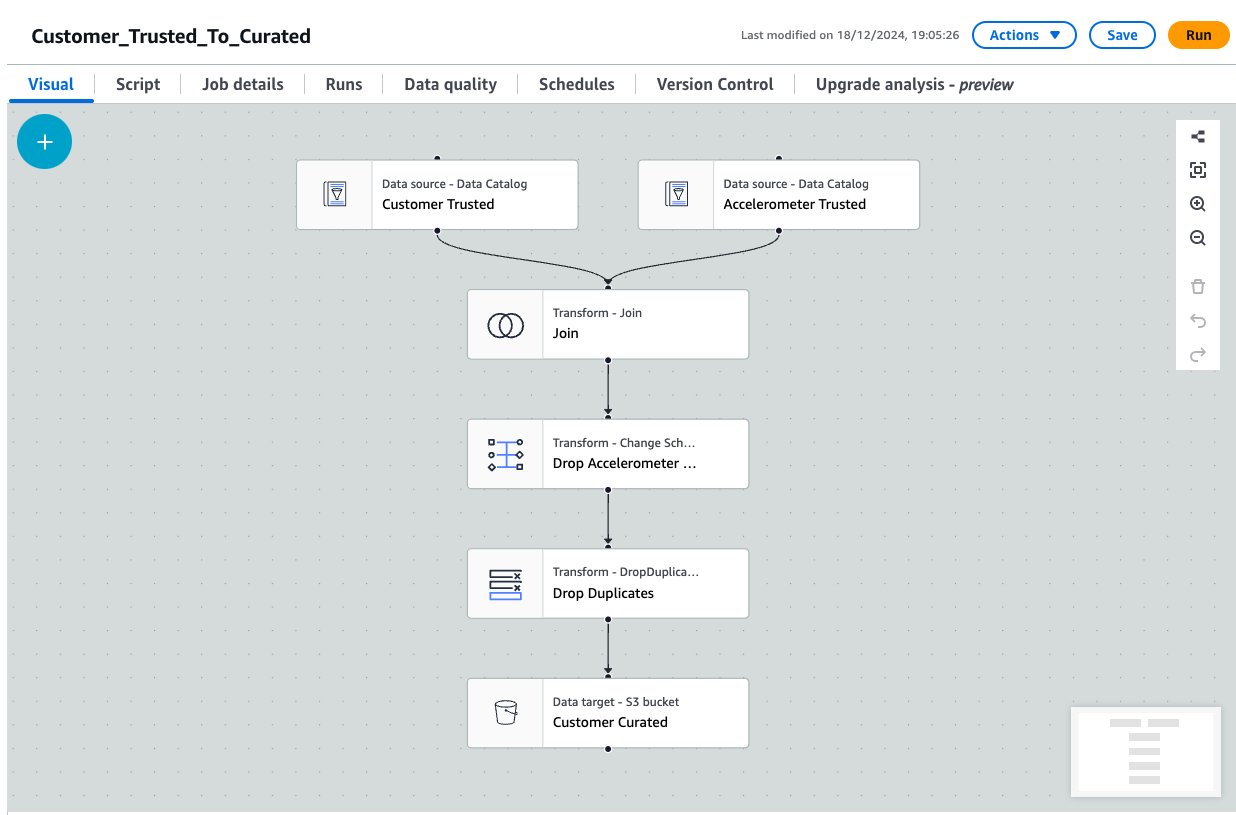 Customer_Trusted_To_Curated
Last modified on 18/12/2024, 19:05:26
Actions
Save
Run
Visual
Script
Job details
Runs
Data quality
Schedules
Version Control
Upgrade analysis - preview
Data source - Data Catalog
Customer Trusted
Data source - Data Catalog
Accelerometer Trusted
Transform - Join
Join
Transform - Change Sch...
Drop Accelerometer ...
Transform - DropDuplica...
Drop Duplicates
Data target - S3 bucket
Customer Curated